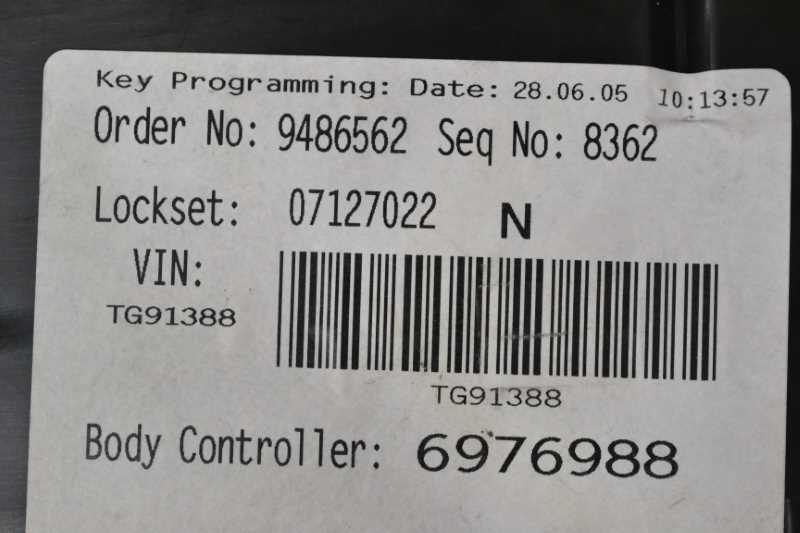 Key Programming: Date: 28.06.05 10:13:57
Order No: 9486562 Seq No: 8362
Lockset: 07127022 N
VIN:
TG91388
TG91388
Body Controller: 6976988